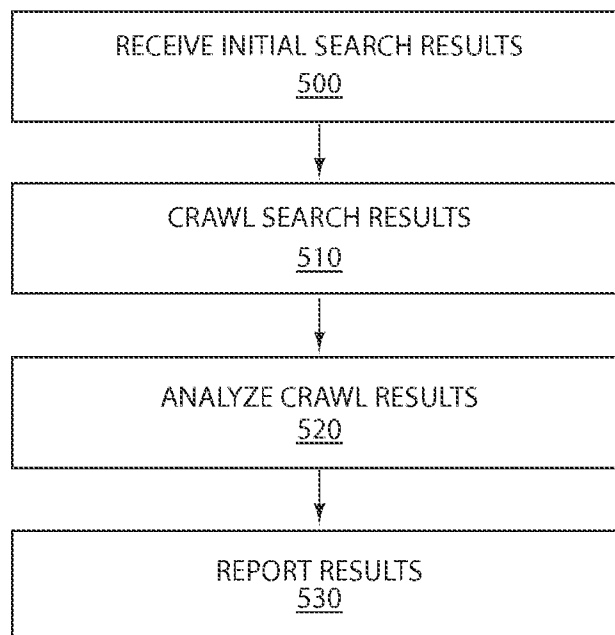 RECEIVE INITIAL SEARCH RESULTS
500
CRAWL SEARCH RESULTS
510
ANALYZE CRAWL RESULTS
520
REPORT RESULTS
530